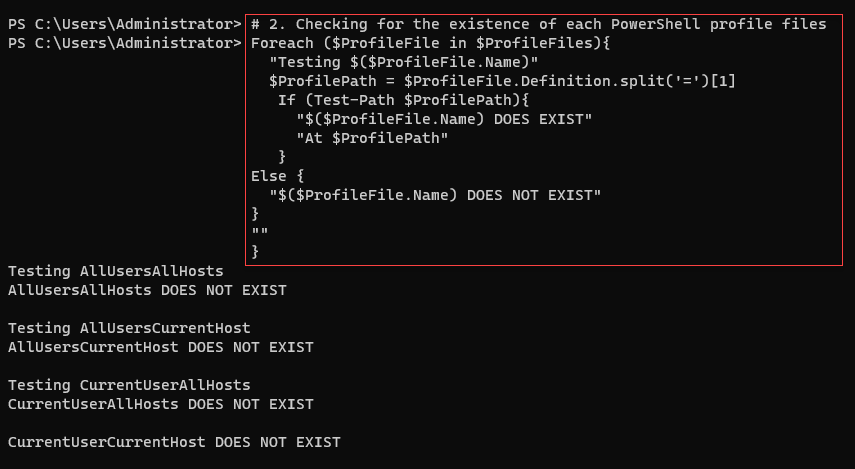 PS C:\Users\Administrator> # 2. Checking for the existence of each PowerShell profile files
PS C:\Users\Administrator> Foreach ($ProfileFile in $ProfileFiles){
  "Testing $($ProfileFile.Name)"
  $ProfilePath = $ProfileFile.Definition.split('=')[1]
   If (Test-Path $ProfilePath){
     "$($ProfileFile.Name) DOES EXIST"
     "At $ProfilePath"
   }
Else {
  "$($ProfileFile.Name) DOES NOT EXIST"
}
""
}
Testing AllUsersAllHosts
AllUsersAllHosts DOES NOT EXIST

Testing AllUsersCurrentHost
AllUsersCurrentHost DOES NOT EXIST

Testing CurrentUserAllHosts
CurrentUserAllHosts DOES NOT EXIST

CurrentUserCurrentHost DOES NOT EXIST